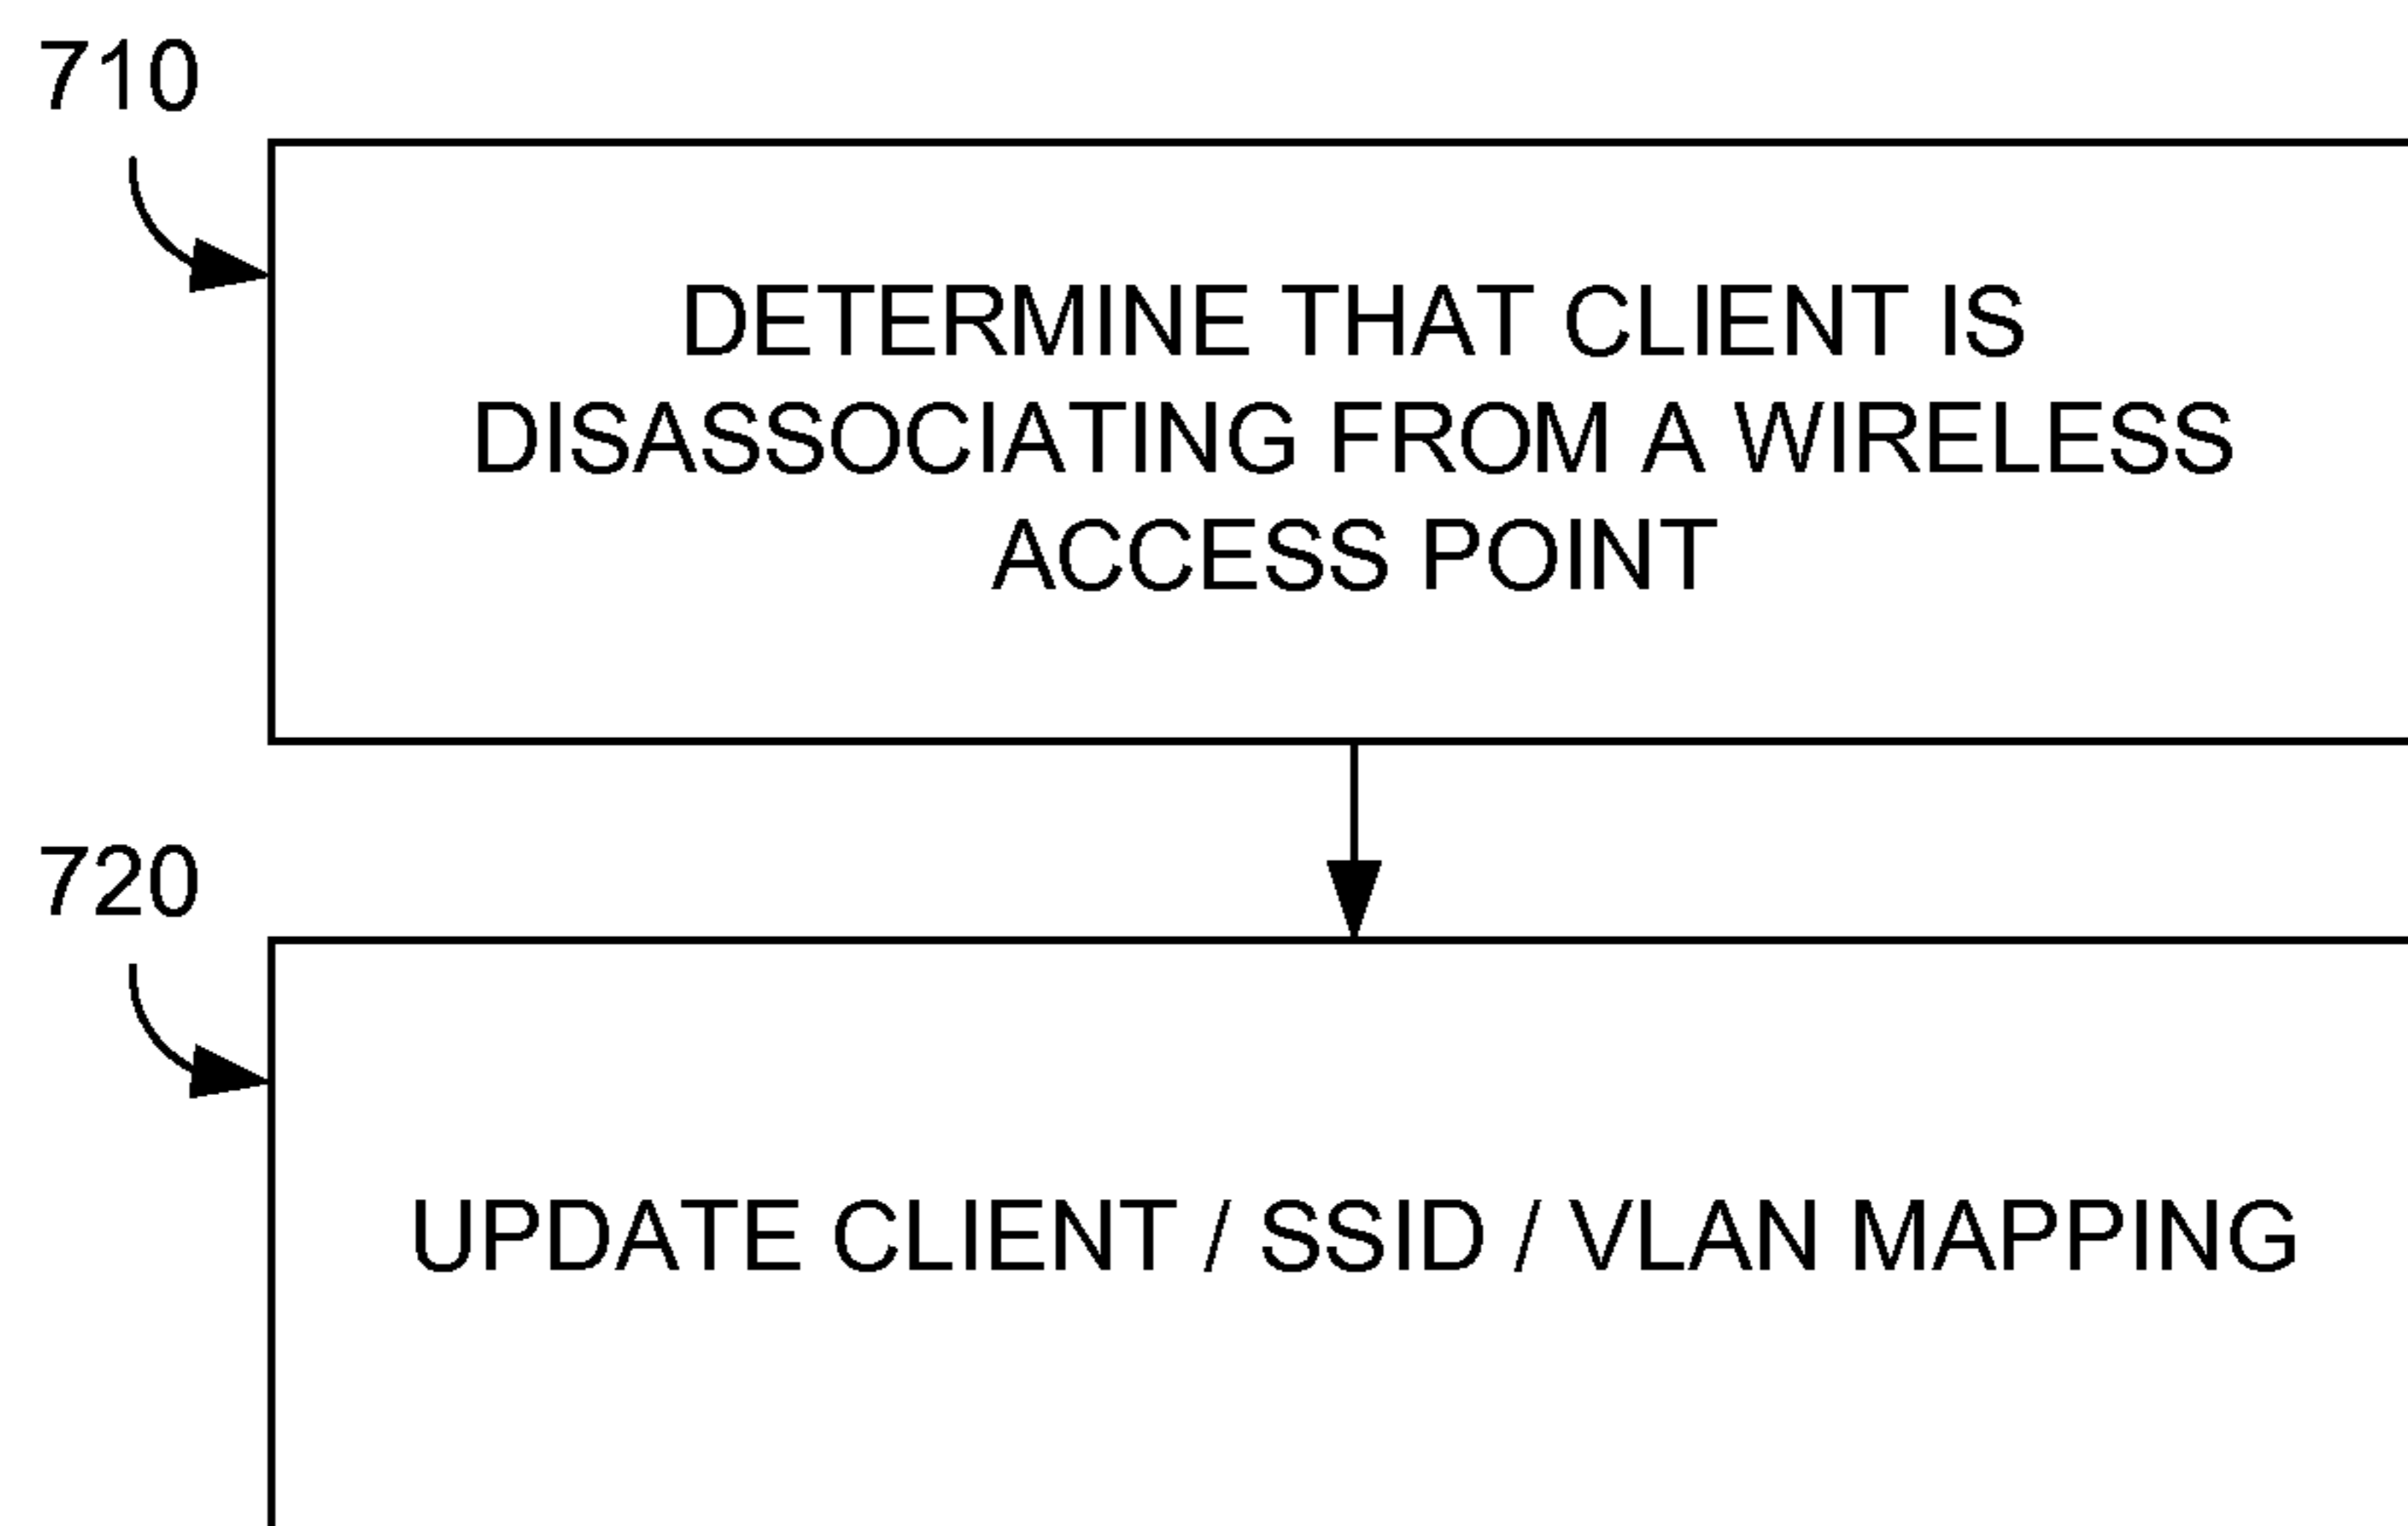 710
DETERMINE THAT CLIENT IS
DISASSOCIATING FROM A WIRELESS
ACCESS POINT
720
UPDATE CLIENT / SSID / VLAN MAPPING